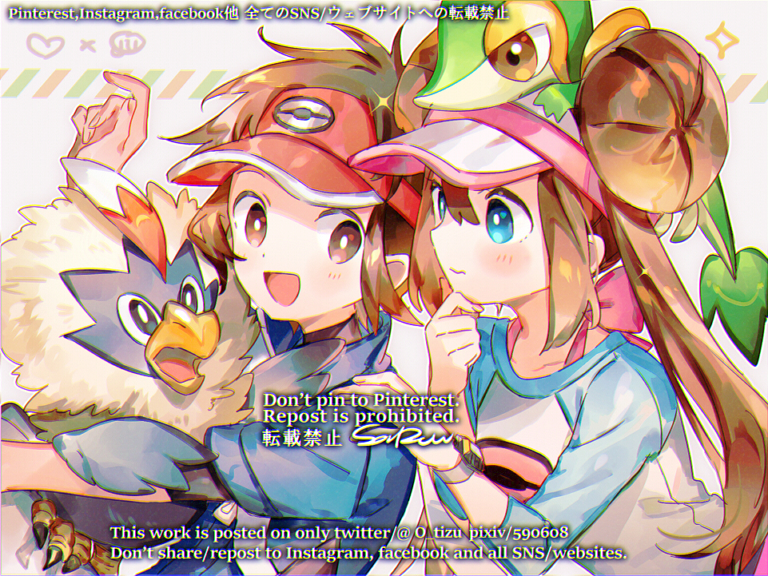 Pinterest,Instagram,facebook他 全てのSNS/ウェブサイトへの転載禁止
Don't pin to Pinterest.
Repost is prohibited.
転載禁止
This work is posted on only twitter/@ O_tizu pixiv/590608
Don't share/repost to Instagram, facebook and all SNS/websites.